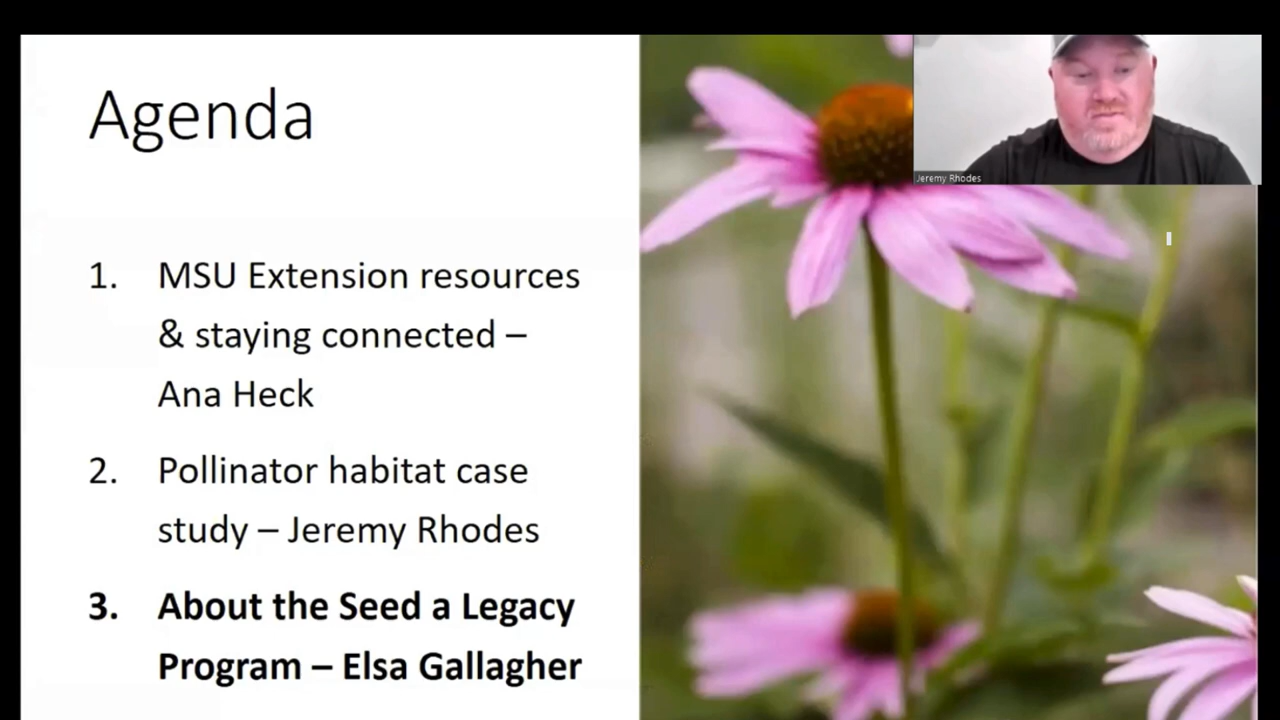 Agenda
1. MSU Extension resources
& staying connected –
Ana Heck
2. Pollinator habitat case
study – Jeremy Rhodes
3. About the Seed a Legacy
Program – Elsa Gallagher
Jeremy Rhodes